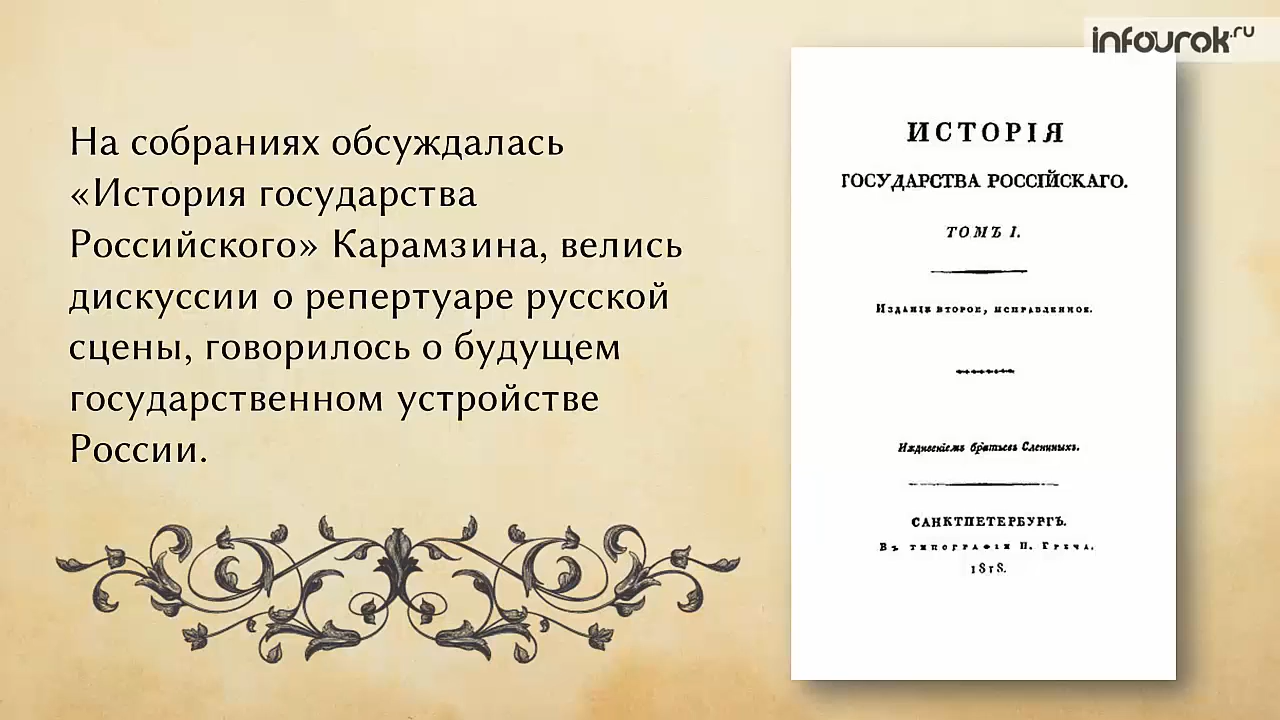 На собраниях обсуждалась
«История государства
Российского» Карамзина, велись
дискуссии о репертуаре русской
сцены, говорилось о будущем
государственном устройстве
России.
infourok.ru
ИСТОРІЯ
ГОСУДАРСТВА РОССІЙСКАГО.
ТОМЪ I.
Изданіе второе, исправленное.
Иждивеніемъ братьевъ Слениныхъ.
САНКТПЕТЕРБУРГЪ.
Въ типографіи Н. Греча.
1818.